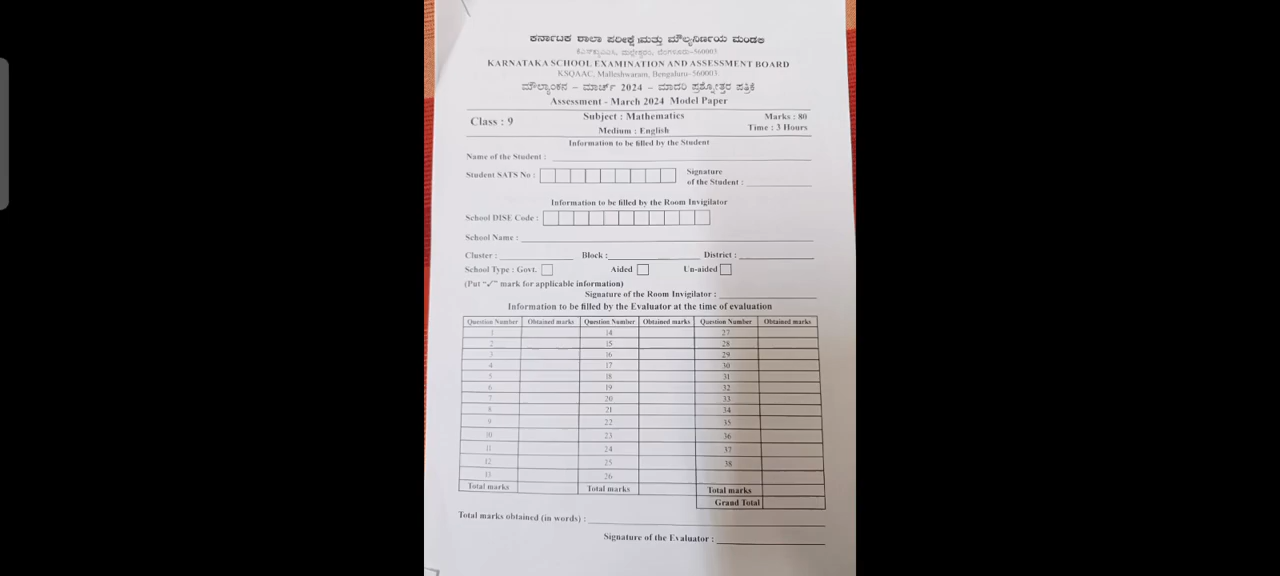 ಕರ್ನಾಟಕ ಶಾಲಾ ಪರೀಕ್ಷೆ ಮತ್ತು ಮೌಲ್ಯನಿರ್ಣಯ ಮಂಡಳಿ
ಮಲ್ಲೇಶ್ವರಂ, ಬೆಂಗಳೂರು-560003
KARNATAKA SCHOOL EXAMINATION AND ASSESSMENT BOARD
KSQAAC, Malleshwaram, Bengaluru- 560003
ಮೌಲ್ಯಾಂಕನ – ಮಾರ್ಚ್ 2024 – ಮಾದರಿ ಪ್ರಶ್ನೋತ್ತರ ಪತ್ರಿಕೆ
Assessment - March 2024 Model Paper
Class : 9 Subject : Mathematics Marks : 80
Medium : English Time : 3 Hours
Information to be filled by the Student
Name of the Student :
Student SATS No : Signature
of the Student :
Information to be filled by the Room Invigilator
School DISE Code :
School Name :
Cluster : Block : District :
School Type : Govt. Aided Un-aided
(Put "✓" mark for applicable information)
Signature of the Room Invigilator :
Information to be filled by the Evaluator at the time of evaluation
Question Number Obtained marks Question Number Obtained marks Question Number Obtained marks
1 14 27
2 15 28
3 16 29
4 17 30
5 18 31
6 19 32
7 20 33
8 21 34
9 22 35
10 23 36
11 24 37
12 25 38
13 26
Total marks Total marks Total marks
Grand Total
Total marks obtained (in words) :
Signature of the Evaluator :